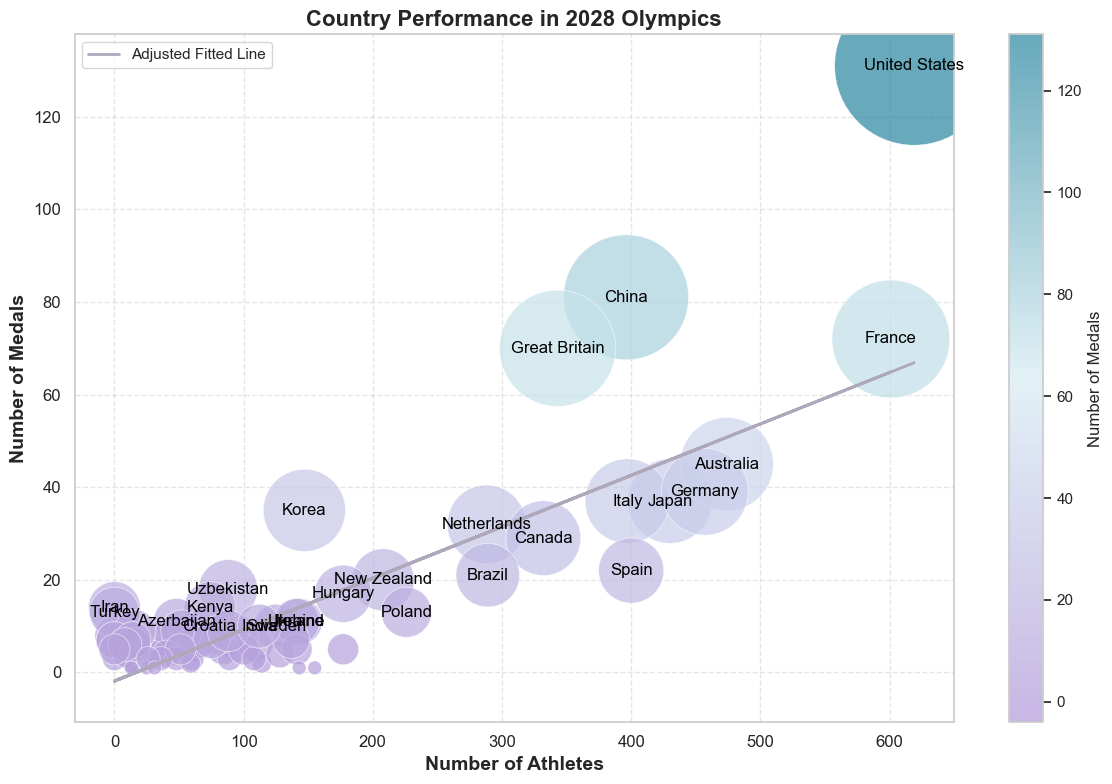 Country Performance in 2028 Olympics
Adjusted Fitted Line
United States
China
Great Britain
France
Australia
Germany
Japan
Italy
Korea
Netherlands
Canada
Brazil
Spain
New Zealand
Hungary
Poland
Uzbekistan
Kenya
Iran
Turkey
Azerbaijan
Croatia
India
Sweden
Ukraine
Number of Medals
0
20
40
60
80
100
120
0
100
200
300
400
500
600
Number of Athletes
120
100
80
60
40
20
0
Number of Medals